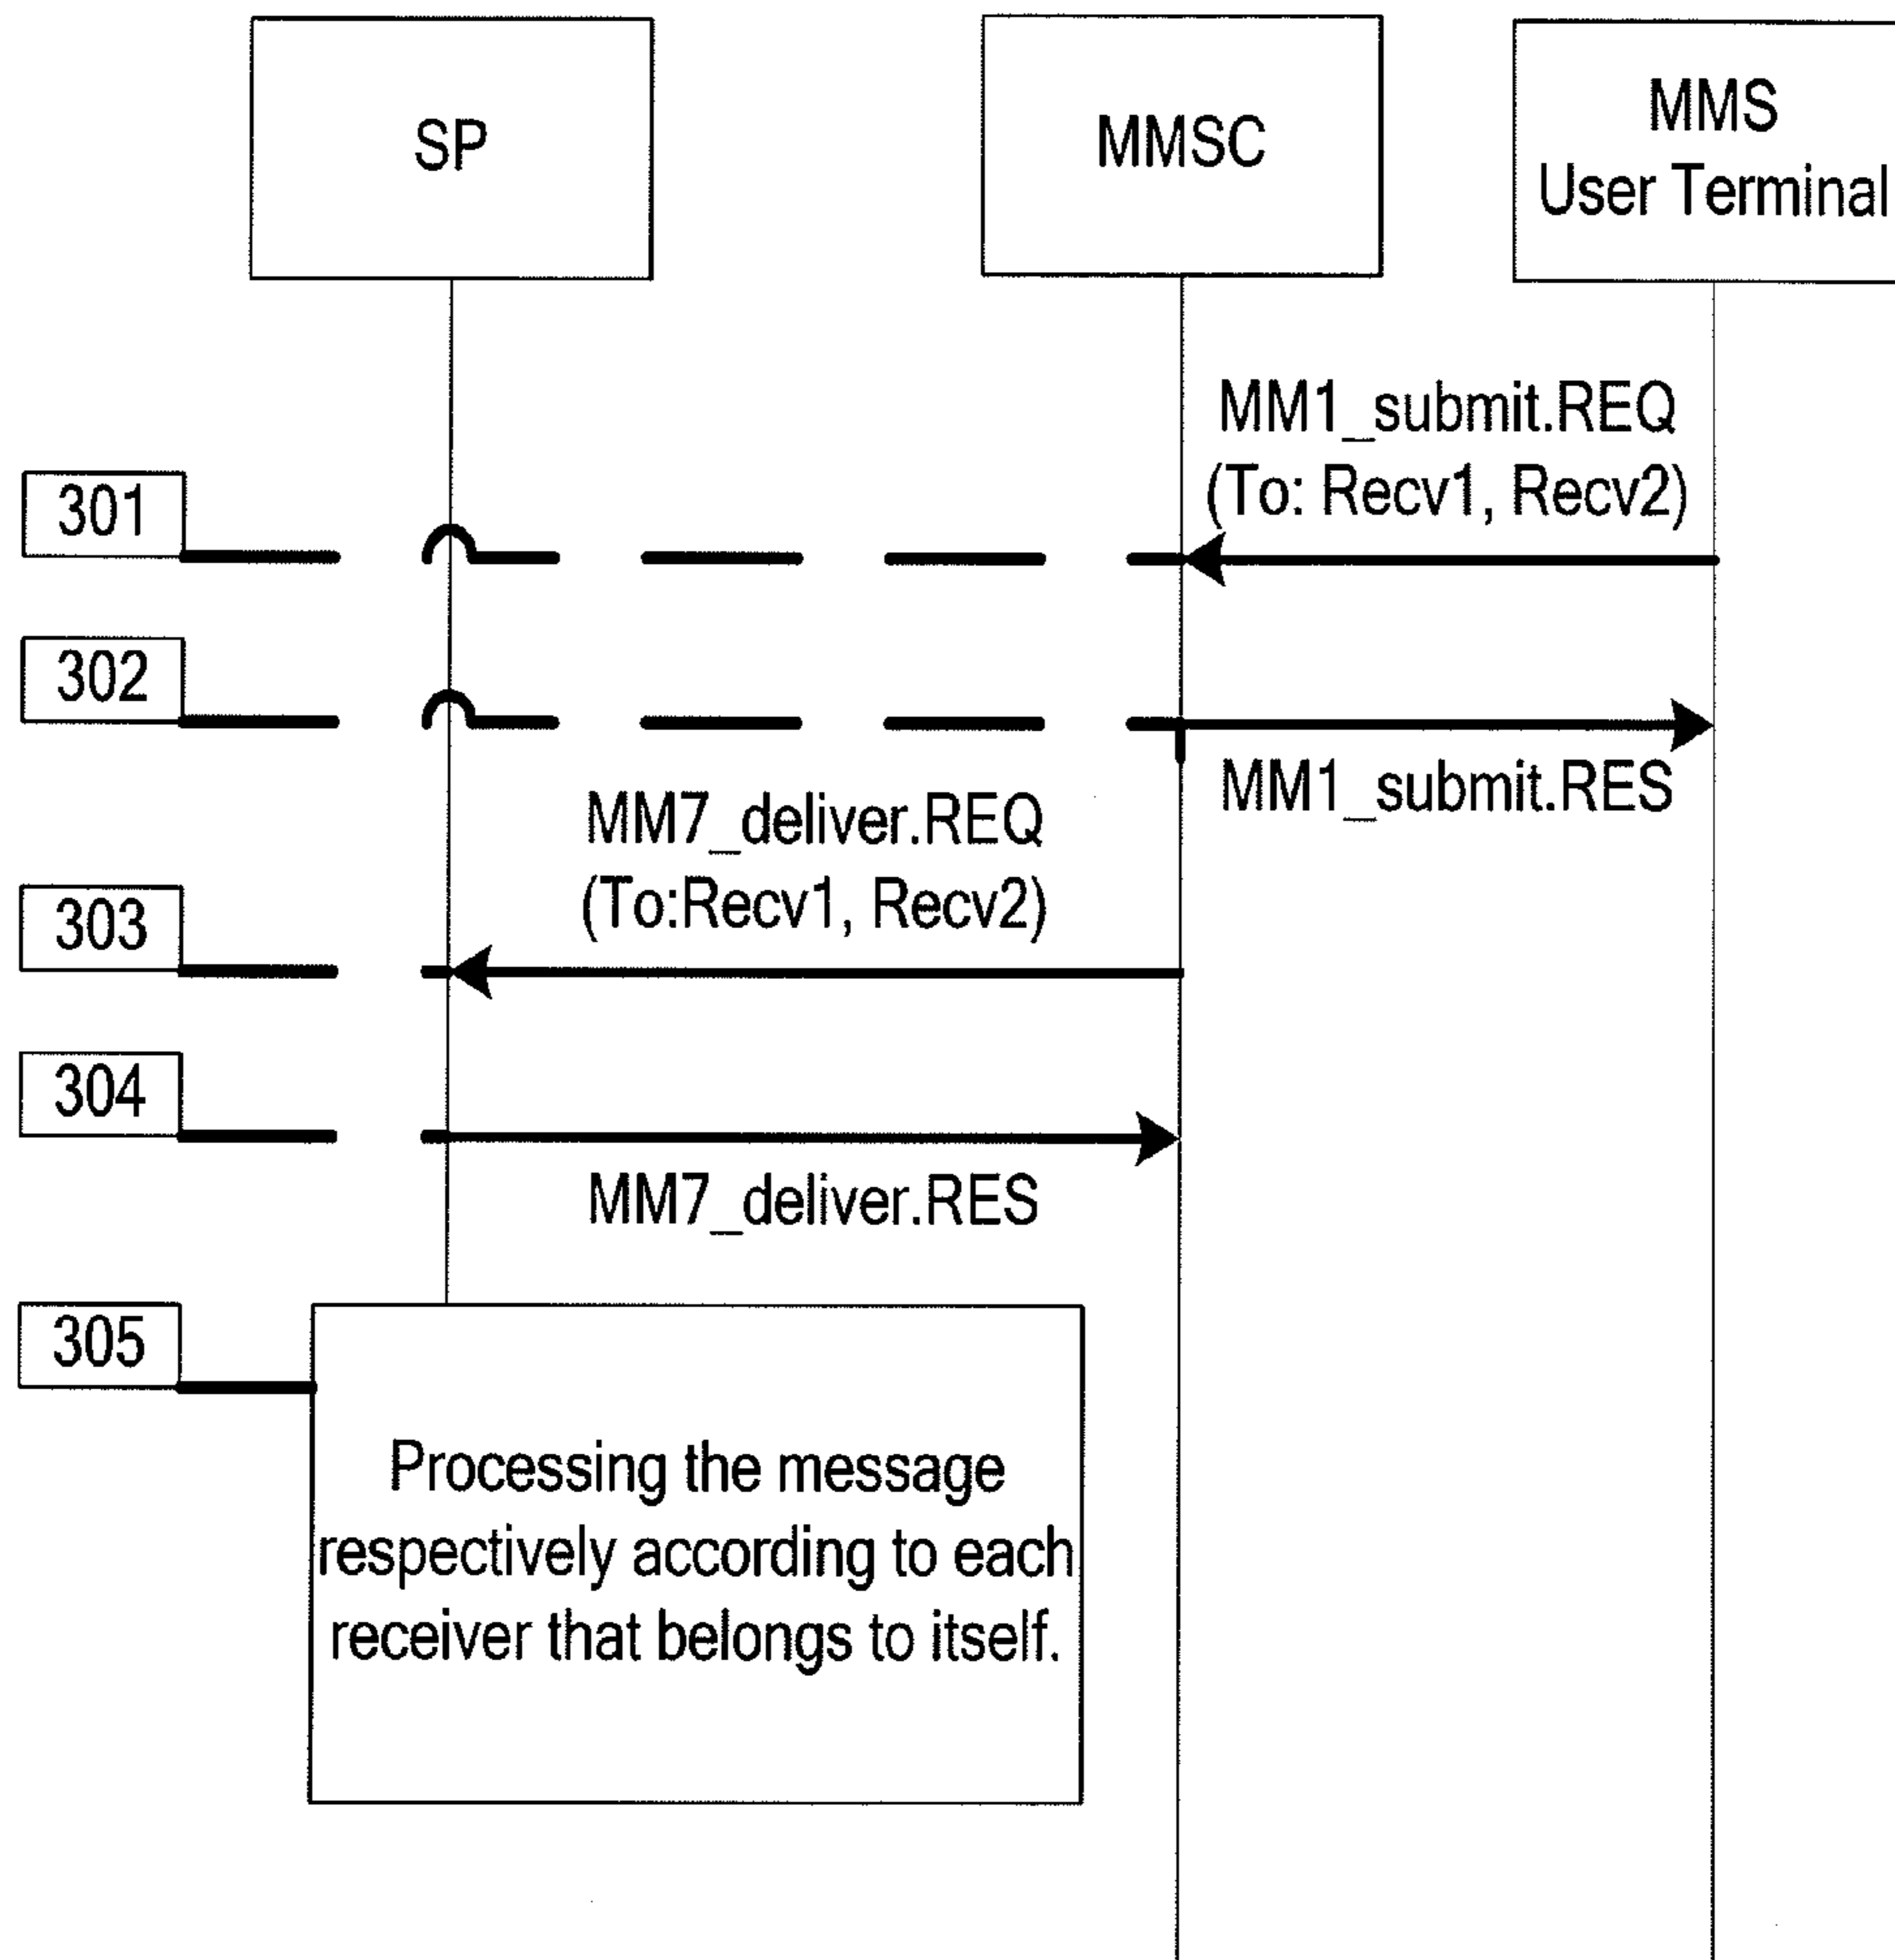 SP
MMSC
MMS
User Terminal
MM1_submit.REQ
(To: Recv1, Recv2)
301
302
MM1_submit.RES
MM7_deliver.REQ
(To:Recv1, Recv2)
303
304
MM7_deliver.RES
305
Processing the message
respectively according to each
receiver that belongs to itself.